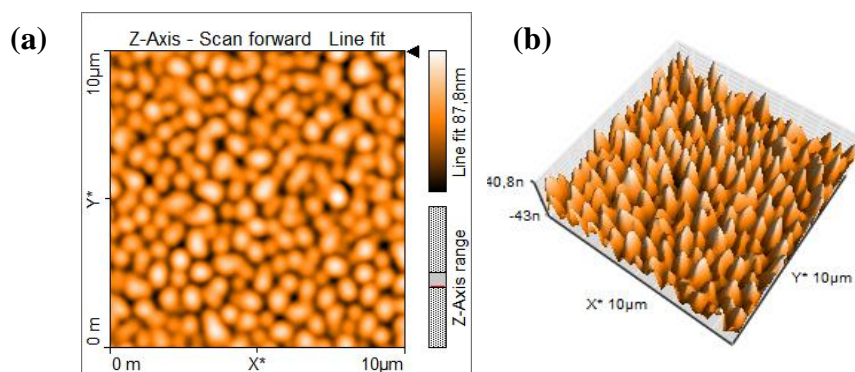 (a)
Z-Axis - Scan forward Line fit
10µm
Y*
0 m
0 m
X*
10µm
Line fit 87,8nm
Z-Axis range
(b)
40,8n
-43n
X* 10µm
Y* 10µm